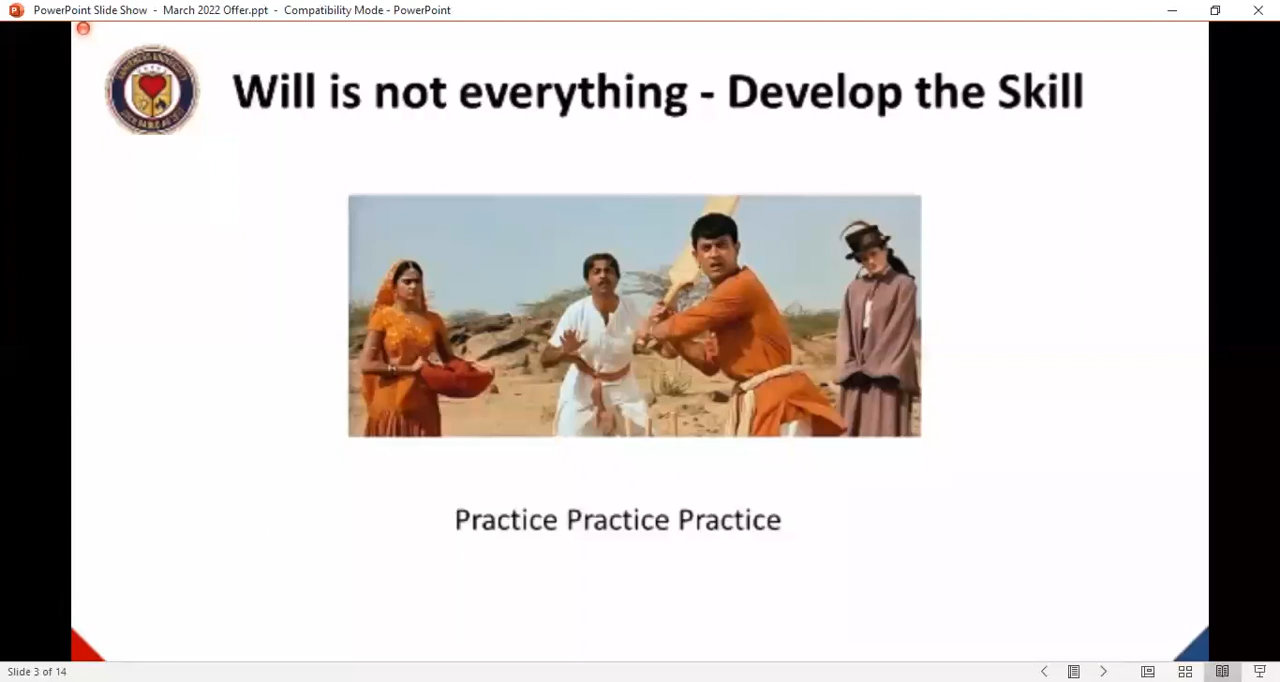 PowerPoint Slide Show - March 2022 Offer.ppt - Compatibility Mode - PowerPoint
Will is not everything - Develop the Skill
Practice Practice Practice
Slide 3 of 14